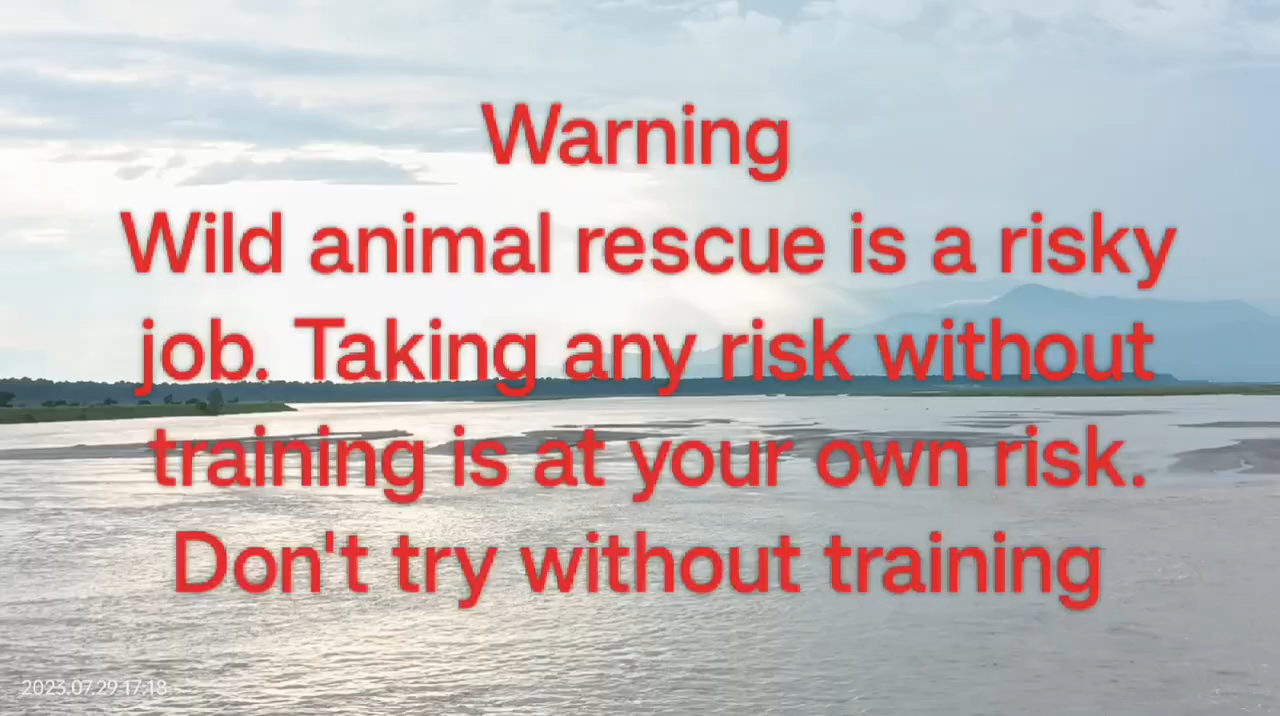 Warning
Wild animal rescue is a risky
job. Taking any risk without
training is at your own risk.
Don't try without training
2023.07.29 17:18